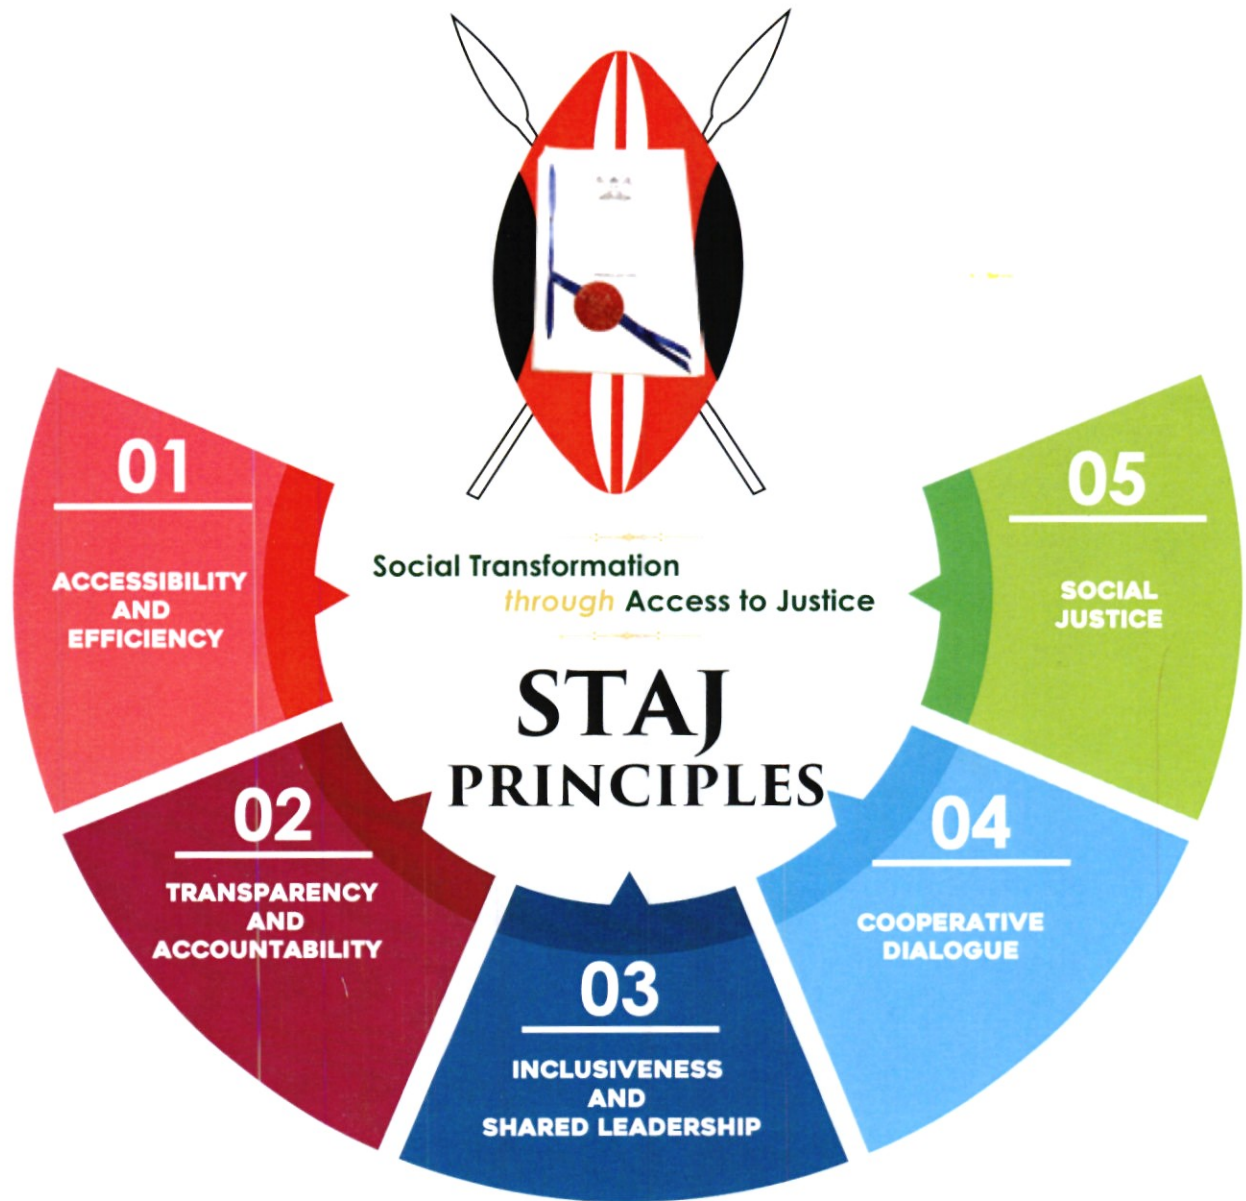 Social Transformation
through Access to Justice
STAJ
PRINCIPLES
01
ACCESSIBILITY
AND
EFFICIENCY
02
TRANSPARENCY
AND
ACCOUNTABILITY
03
INCLUSIVENESS
AND
SHARED LEADERSHIP
04
COOPERATIVE
DIALOGUE
05
SOCIAL
JUSTICE